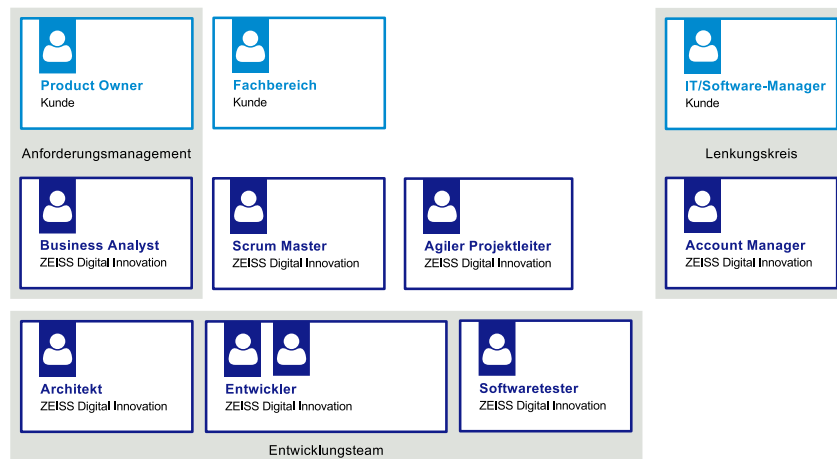 Product Owner
Kunde
Fachbereich
Kunde
IT/Software-Manager
Kunde
Anforderungsmanagement
Lenkungskreis
Business Analyst
ZEISS Digital Innovation
Scrum Master
ZEISS Digital Innovation
Agiler Projektleiter
ZEISS Digital Innovation
Account Manager
ZEISS Digital Innovation
Architekt
ZEISS Digital Innovation
Entwickler
ZEISS Digital Innovation
Softwaretester
ZEISS Digital Innovation
Entwicklungsteam